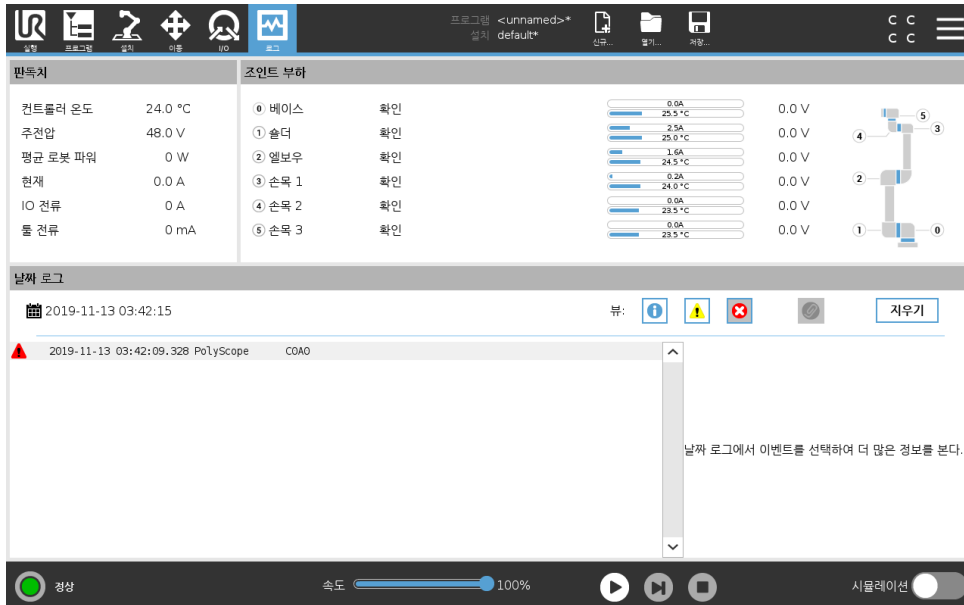 프로그램 <unnamed>*
설치 default*
UR
C C
C C
실행 프로그램 설치 이동 I/O 로그
신규... 열기... 저장...
판독치
컨트롤러 온도 24.0 °C
주전압 48.0 V
평균 로봇 파워 0 W
현재 0.0 A
IO 전류 0 A
툴 전류 0 mA
조인트 부하
0 베이스 확인 0.0A 25.5 °C 0.0 V
1 숄더 확인 2.5A 25.0 °C 0.0 V
2 엘보우 확인 1.6A 24.5 °C 0.0 V
3 손목 1 확인 0.2A 24.0 °C 0.0 V
4 손목 2 확인 0.0A 23.5 °C 0.0 V
5 손목 3 확인 0.0A 23.5 °C 0.0 V
5
4 3
2
1 0
날짜 로그
2019-11-13 03:42:15 뷰: 지우기
2019-11-13 03:42:09.328 PolyScope C0A0
날짜 로그에서 이벤트를 선택하여 더 많은 정보를 본다.
정상 속도 100% 시뮬레이션